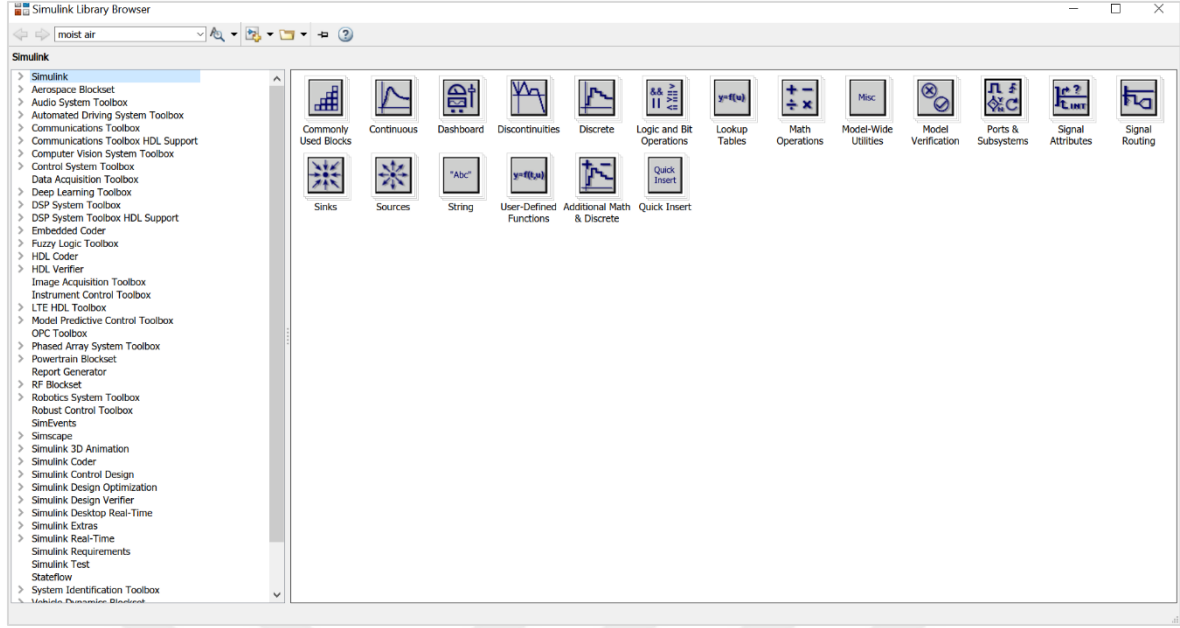 Simulink Library Browser
moist air
Simulink
Simulink
Aerospace Blockset
Audio System Toolbox
Automated Driving System Toolbox
Communications Toolbox
Communications Toolbox HDL Support
Computer Vision System Toolbox
Control System Toolbox
Data Acquisition Toolbox
Deep Learning Toolbox
DSP System Toolbox
DSP System Toolbox HDL Support
Embedded Coder
Fuzzy Logic Toolbox
HDL Coder
HDL Verifier
Image Acquisition Toolbox
Instrument Control Toolbox
LTE HDL Toolbox
Model Predictive Control Toolbox
OPC Toolbox
Phased Array System Toolbox
Powertrain Blockset
Report Generator
RF Blockset
Robotics System Toolbox
Robust Control Toolbox
SimEvents
Simscape
Simulink 3D Animation
Simulink Coder
Simulink Control Design
Simulink Design Optimization
Simulink Design Verifier
Simulink Desktop Real-Time
Simulink Extras
Simulink Real-Time
Simulink Requirements
Simulink Test
Stateflow
System Identification Toolbox
Vehicle Dynamics Blockset
&& >=
|| <=
y=f(u)
+ −
÷ ×
Misc
Commonly Used Blocks
Continuous
Dashboard
Discontinuities
Discrete
Logic and Bit Operations
Lookup Tables
Math Operations
Model-Wide Utilities
Model Verification
Ports & Subsystems
Signal Attributes
Signal Routing
"Abc"
y=f(t,u)
Quick
Insert
Sinks
Sources
String
User-Defined Functions
Additional Math & Discrete
Quick Insert